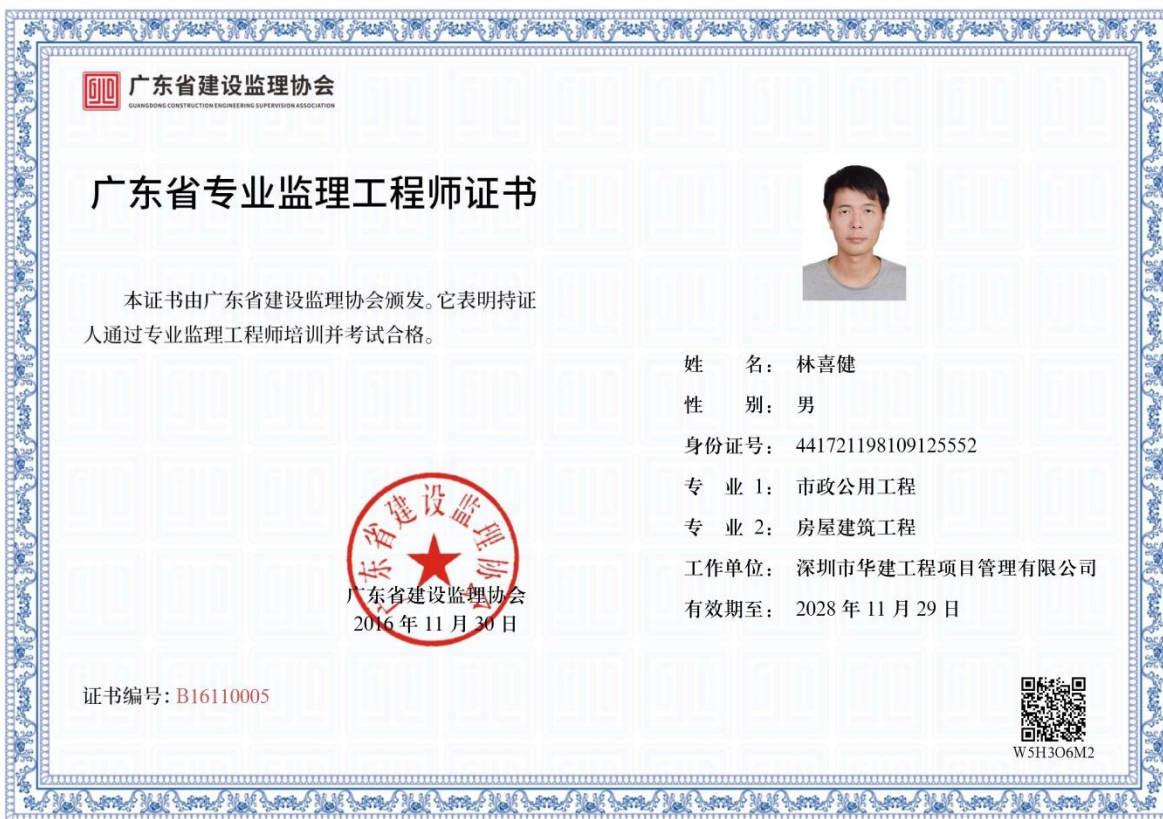 广东省建设监理协会
GUANGDONG CONSTRUCTION ENGINEERING SUPERVISION ASSOCIATION
广东省专业监理工程师证书
本证书由广东省建设监理协会颁发。它表明持证
人通过专业监理工程师培训并考试合格。
姓 名： 林喜健
性 别： 男
身份证号： 441721198109125552
专 业 1： 市政公用工程
专 业 2： 房屋建筑工程
工作单位： 深圳市华建工程项目管理有限公司
有效期至： 2028 年 11 月 29 日
广东省建设监理协会
广东省建设监理协会
2016 年 11 月 30 日
证书编号：B16110005
W5H3O6M2